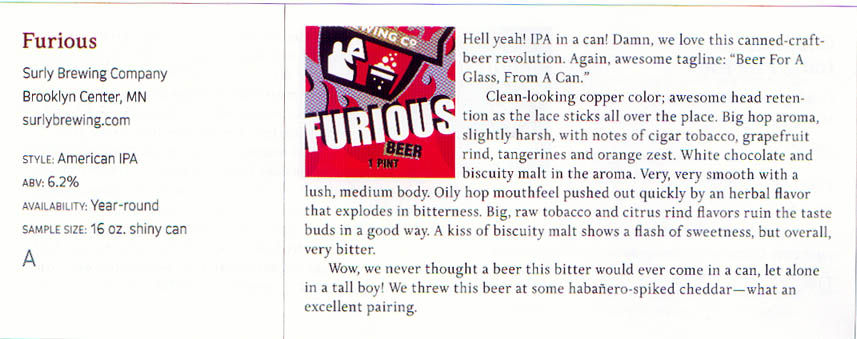 Furious
Surly Brewing Company
Brooklyn Center, MN
surlybrewing.com
STYLE: American IPA
ABV: 6.2%
AVAILABILITY: Year-round
SAMPLE SIZE: 16 oz. shiny can
A
BREWING CO
FURIOUS
BEER
1 PINT
Hell yeah! IPA in a can! Damn, we love this canned-craft-
beer revolution. Again, awesome tagline: “Beer For A
Glass, From A Can.”
Clean-looking copper color; awesome head reten-
tion as the lace sticks all over the place. Big hop aroma,
slightly harsh, with notes of cigar tobacco, grapefruit
rind, tangerines and orange zest. White chocolate and
biscuity malt in the aroma. Very, very smooth with a
lush, medium body. Oily hop mouthfeel pushed out quickly by an herbal flavor
that explodes in bitterness. Big, raw tobacco and citrus rind flavors ruin the taste
buds in a good way. A kiss of biscuity malt shows a flash of sweetness, but overall,
very bitter.
Wow, we never thought a beer this bitter would ever come in a can, let alone
in a tall boy! We threw this beer at some habañero-spiked cheddar—what an
excellent pairing.